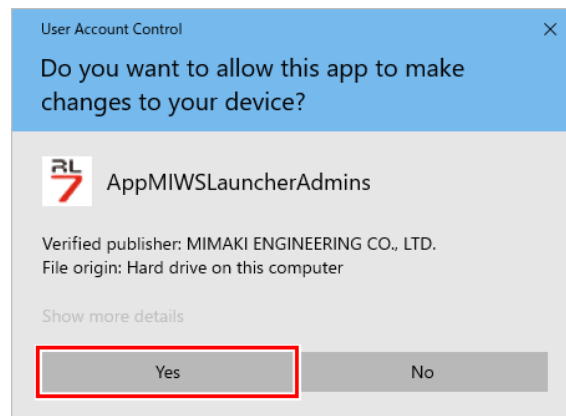 User Account Control
Do you want to allow this app to make
changes to your device?
RL
7
AppMIWSLauncherAdmins
Verified publisher: MIMAKI ENGINEERING CO., LTD.
File origin: Hard drive on this computer
Show more details
Yes
No